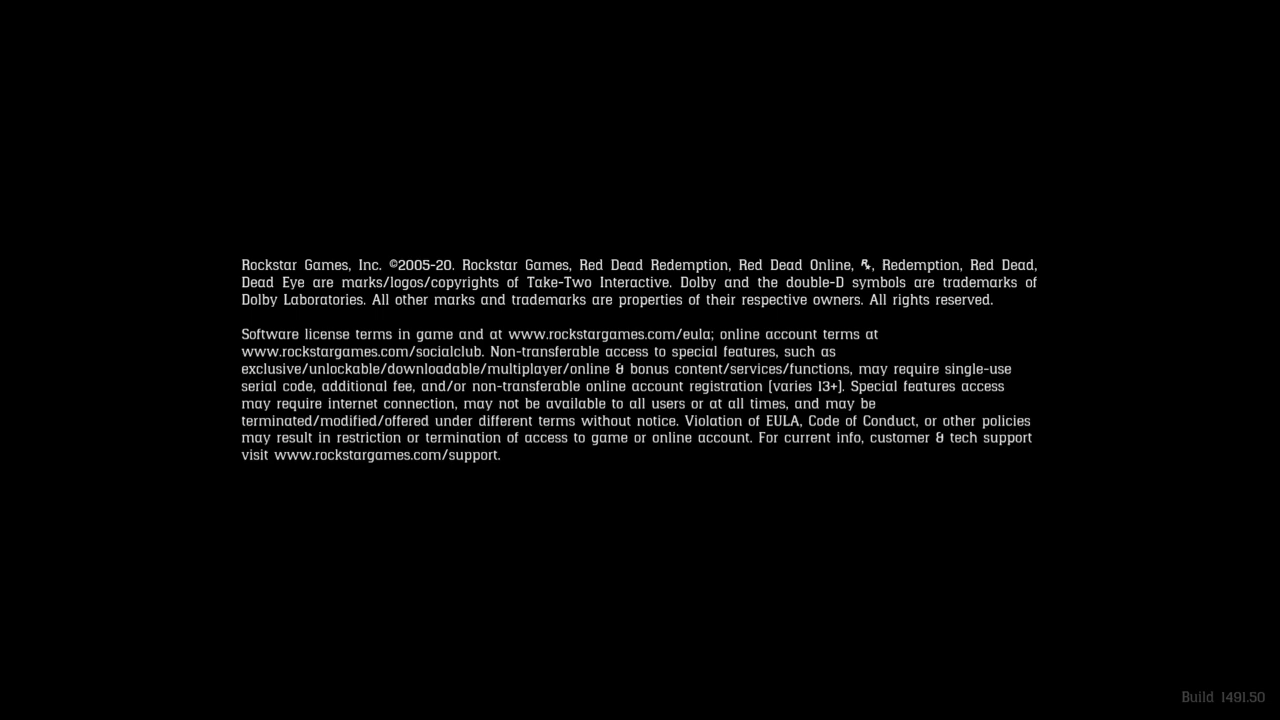 Rockstar Games, Inc. ©2005-20. Rockstar Games, Red Dead Redemption, Red Dead Online, R★, Redemption, Red Dead,
Dead Eye are marks/logos/copyrights of Take-Two Interactive. Dolby and the double-D symbols are trademarks of
Dolby Laboratories. All other marks and trademarks are properties of their respective owners. All rights reserved.
Software license terms in game and at www.rockstargames.com/eula; online account terms at
www.rockstargames.com/socialclub. Non-transferable access to special features, such as
exclusive/unlockable/downloadable/multiplayer/online & bonus content/services/functions, may require single-use
serial code, additional fee, and/or non-transferable online account registration (varies 13+). Special features access
may require internet connection, may not be available to all users or at all times, and may be
terminated/modified/offered under different terms without notice. Violation of EULA, Code of Conduct, or other policies
may result in restriction or termination of access to game or online account. For current info, customer & tech support
visit www.rockstargames.com/support.
Build 1491.50